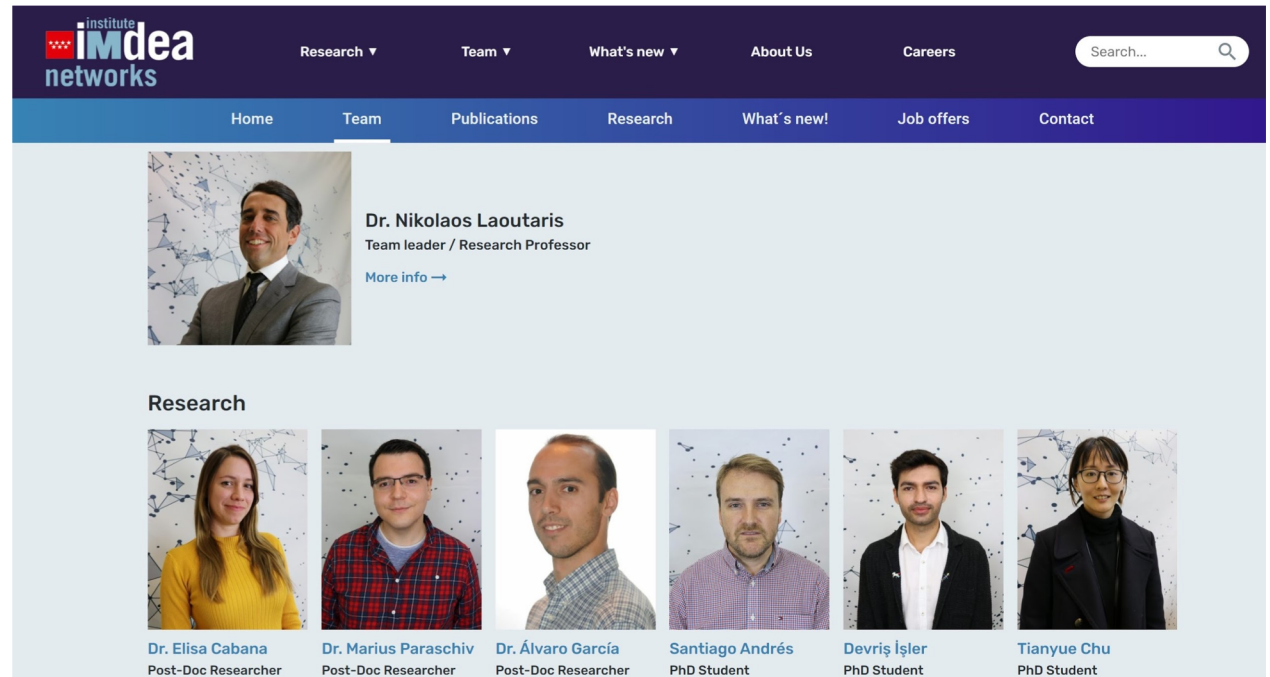 institute
iMdea
networks
Research ▼ Team ▼ What's new ▼ About Us Careers Search...
Home Team Publications Research What´s new! Job offers Contact
Dr. Nikolaos Laoutaris
Team leader / Research Professor
More info →
Research
Dr. Elisa Cabana Dr. Marius Paraschiv Dr. Álvaro García Santiago Andrés Devriş İşler Tianyue Chu
Post-Doc Researcher Post-Doc Researcher Post-Doc Researcher PhD Student PhD Student PhD Student